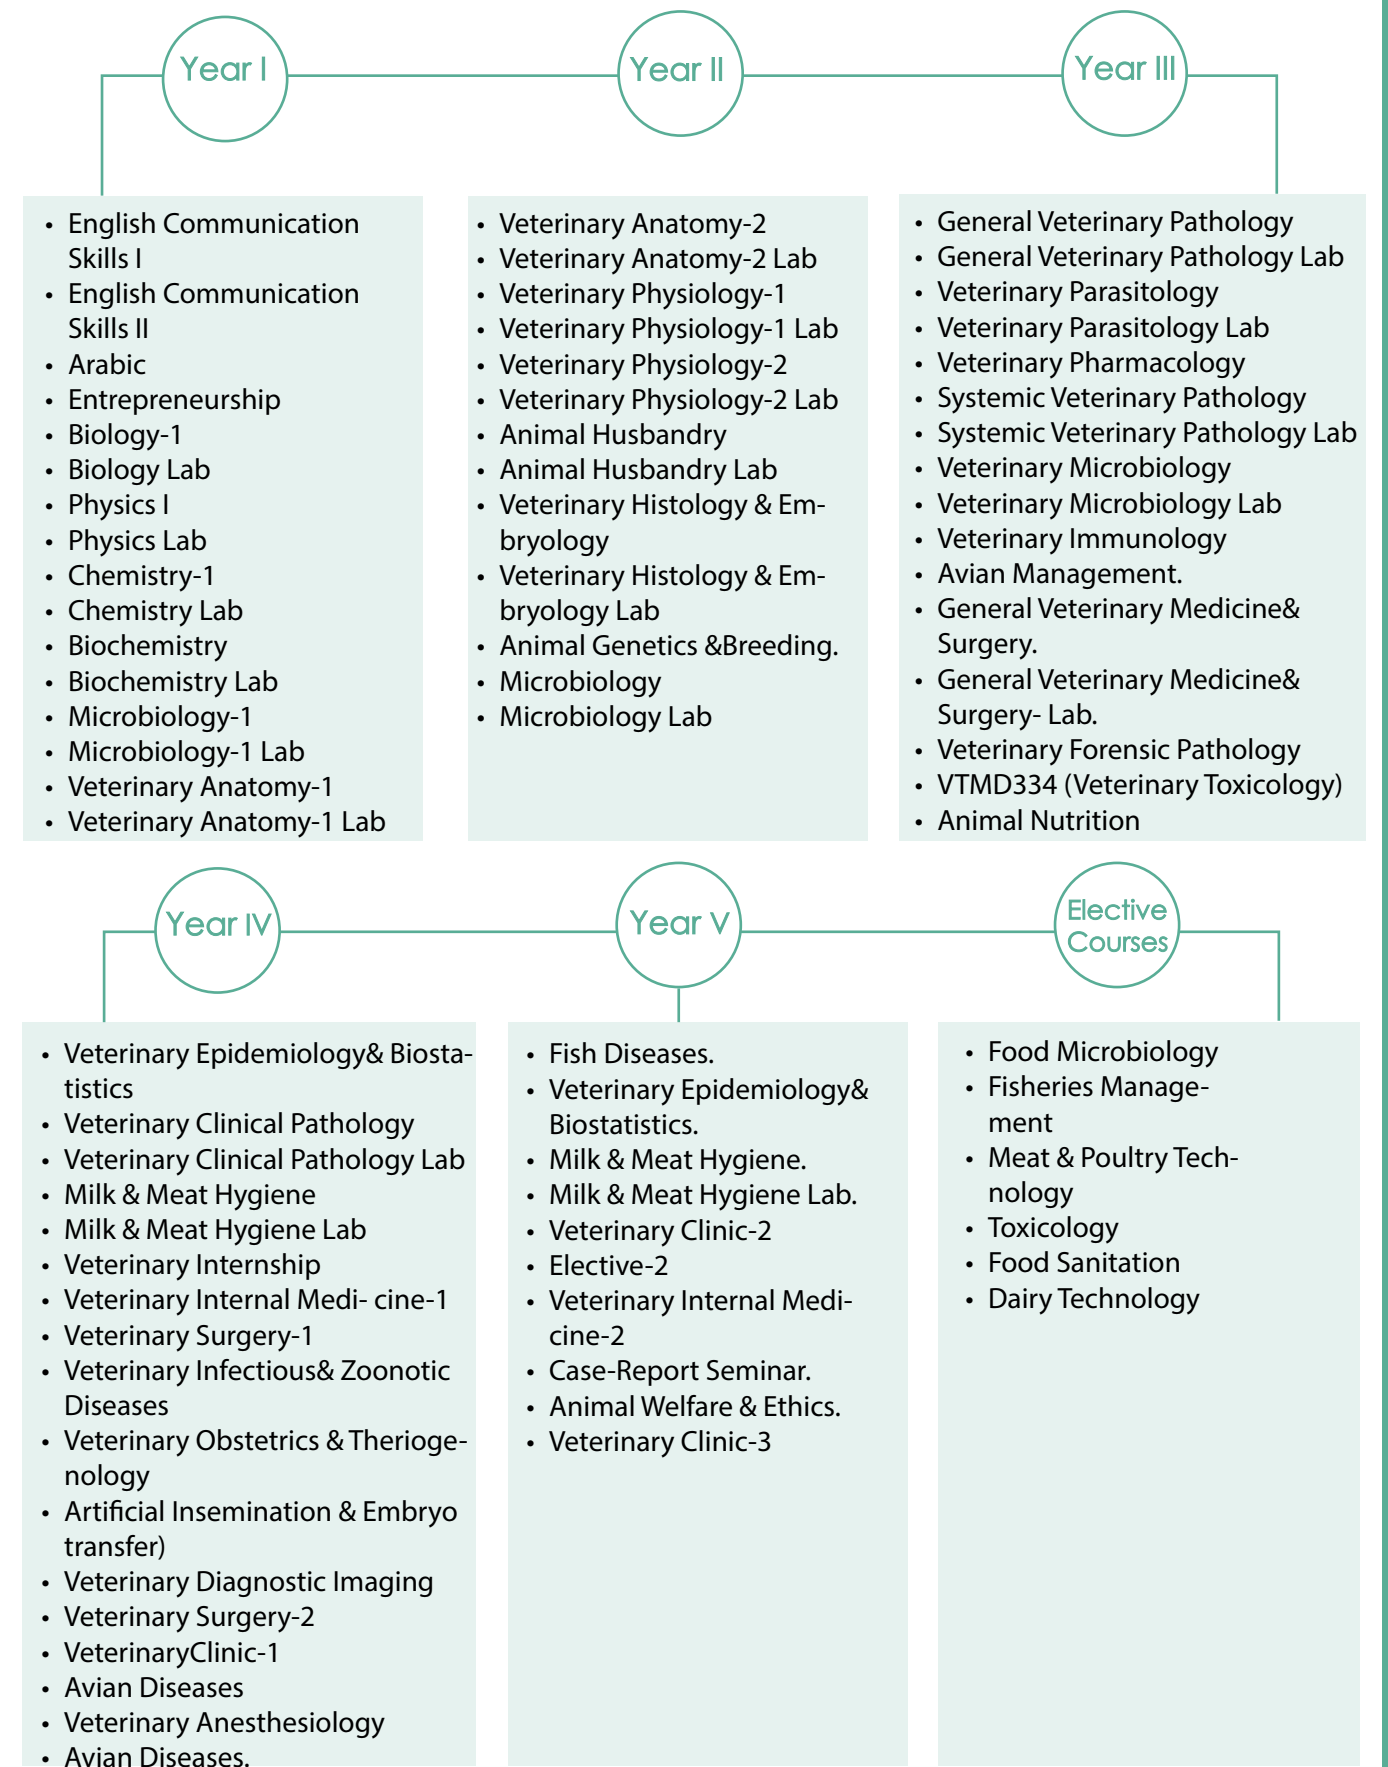 Year I
• English Communication
Skills I
• English Communication
Skills II
• Arabic
• Entrepreneurship
• Biology-1
• Biology Lab
• Physics I
• Physics Lab
• Chemistry-1
• Chemistry Lab
• Biochemistry
• Biochemistry Lab
• Microbiology-1
• Microbiology-1 Lab
• Veterinary Anatomy-1
• Veterinary Anatomy-1 Lab
Year II
• Veterinary Anatomy-2
• Veterinary Anatomy-2 Lab
• Veterinary Physiology-1
• Veterinary Physiology-1 Lab
• Veterinary Physiology-2
• Veterinary Physiology-2 Lab
• Animal Husbandry
• Animal Husbandry Lab
• Veterinary Histology & Em-
bryology
• Veterinary Histology & Em-
bryology Lab
• Animal Genetics &Breeding.
• Microbiology
• Microbiology Lab
Year III
• General Veterinary Pathology
• General Veterinary Pathology Lab
• Veterinary Parasitology
• Veterinary Parasitology Lab
• Veterinary Pharmacology
• Systemic Veterinary Pathology
• Systemic Veterinary Pathology Lab
• Veterinary Microbiology
• Veterinary Microbiology Lab
• Veterinary Immunology
• Avian Management.
• General Veterinary Medicine&
Surgery.
• General Veterinary Medicine&
Surgery- Lab.
• Veterinary Forensic Pathology
• VTMD334 (Veterinary Toxicology)
• Animal Nutrition
Year IV
• Veterinary Epidemiology& Biosta-
tistics
• Veterinary Clinical Pathology
• Veterinary Clinical Pathology Lab
• Milk & Meat Hygiene
• Milk & Meat Hygiene Lab
• Veterinary Internship
• Veterinary Internal Medi- cine-1
• Veterinary Surgery-1
• Veterinary Infectious& Zoonotic
Diseases
• Veterinary Obstetrics & Therioge-
nology
• Artificial Insemination & Embryo
transfer)
• Veterinary Diagnostic Imaging
• Veterinary Surgery-2
• VeterinaryClinic-1
• Avian Diseases
• Veterinary Anesthesiology
• Avian Diseases.
Year V
• Fish Diseases.
• Veterinary Epidemiology&
Biostatistics.
• Milk & Meat Hygiene.
• Milk & Meat Hygiene Lab.
• Veterinary Clinic-2
• Elective-2
• Veterinary Internal Medi-
cine-2
• Case-Report Seminar.
• Animal Welfare & Ethics.
• Veterinary Clinic-3
Elective
Courses
• Food Microbiology
• Fisheries Manage-
ment
• Meat & Poultry Tech-
nology
• Toxicology
• Food Sanitation
• Dairy Technology